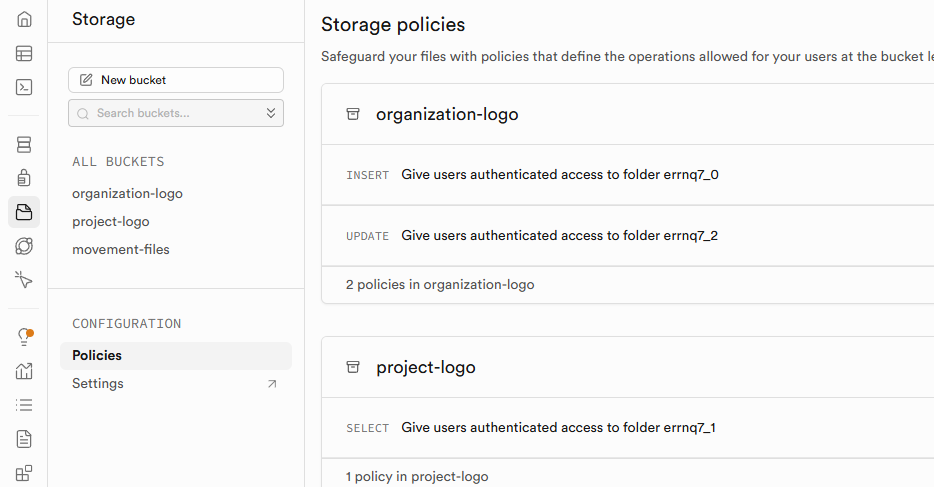 Storage
New bucket
Search buckets...
ALL BUCKETS
organization-logo
project-logo
movement-files
CONFIGURATION
Policies
Settings
Storage policies
Safeguard your files with policies that define the operations allowed for your users at the bucket
organization-logo
INSERT Give users authenticated access to folder errnq7_0
UPDATE Give users authenticated access to folder errnq7_2
2 policies in organization-logo
project-logo
SELECT Give users authenticated access to folder errnq7_1
1 policy in project-logo